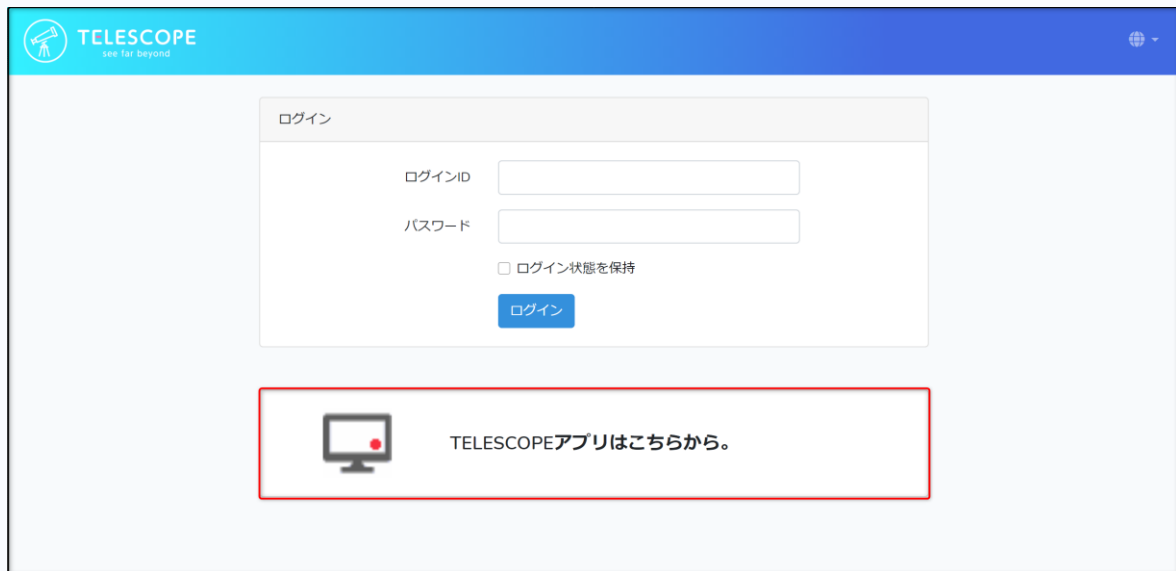 TELESCOPE
see far beyond
ログイン
ログインID
パスワード
ログイン状態を保持
ログイン
TELESCOPEアプリはこちらから。